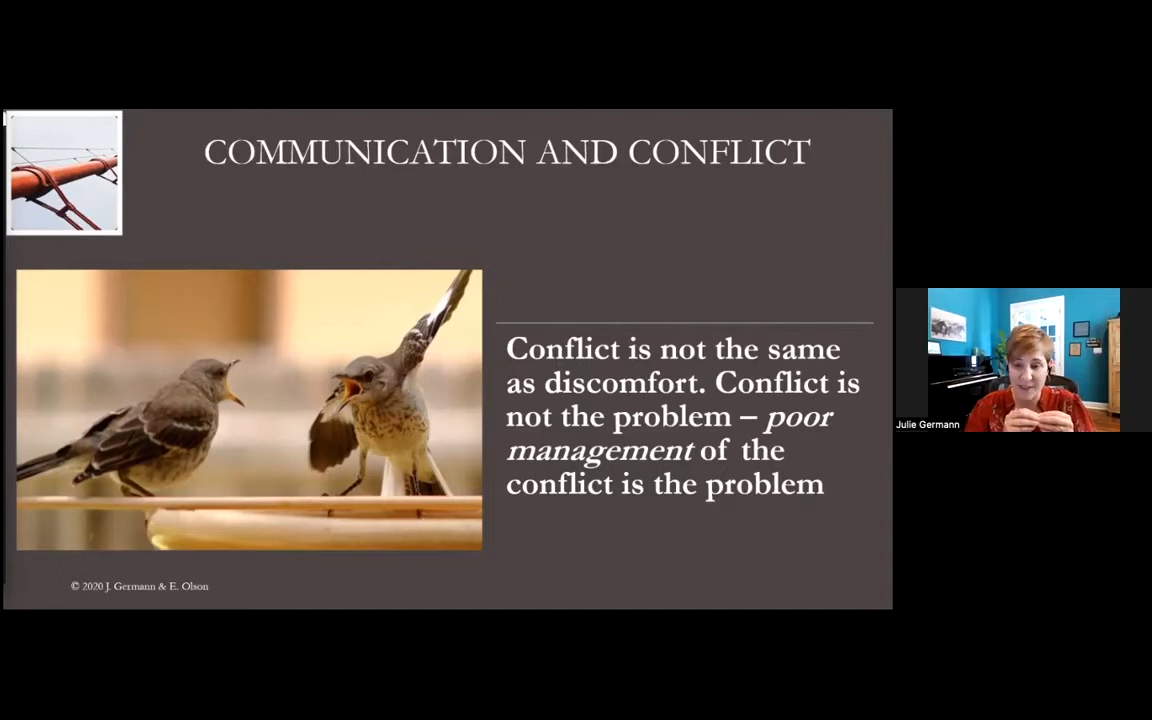 COMMUNICATION AND CONFLICT
Conflict is not the same
as discomfort. Conflict is
not the problem – poor
management of the
conflict is the problem
Julie Germann
© 2020 J. Germann & E. Olson